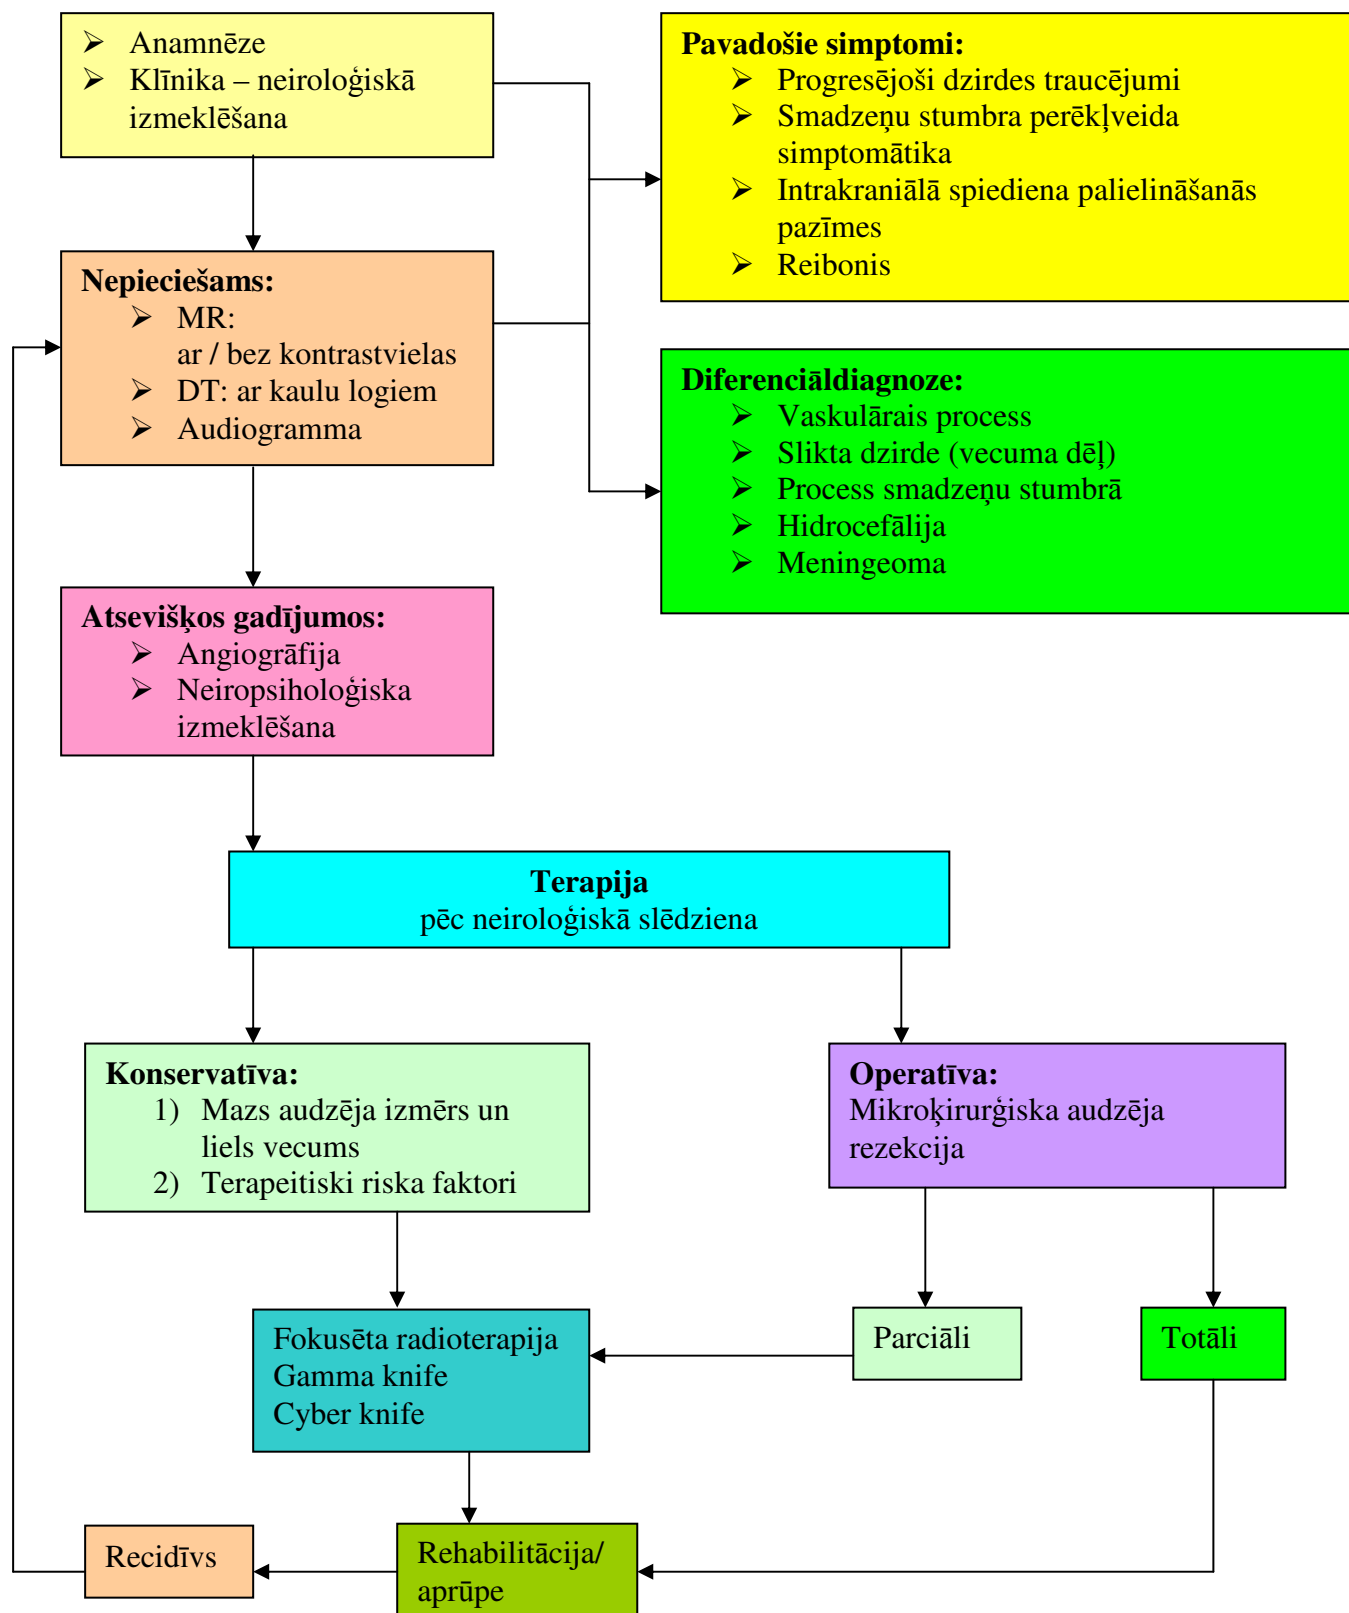 ➢ Anamnēze
➢ Klīnika – neiroloģiskā
izmeklēšana
Pavadošie simptomi:
➢ Progresējoši dzirdes traucējumi
➢ Smadzeņu stumbra perēkļveida
simptomātika
➢ Intrakraniālā spiediena palielināšanās
pazīmes
➢ Reibonis
Nepieciešams:
➢ MR:
ar / bez kontrastvielas
➢ DT: ar kaulu logiem
➢ Audiogramma
Diferenciāldiagnoze:
➢ Vaskulārais process
➢ Slikta dzirde (vecuma dēļ)
➢ Process smadzeņu stumbrā
➢ Hidrocefālija
➢ Meningeoma
Atsevišķos gadījumos:
➢ Angiogrāfija
➢ Neiropsiholoģiska
izmeklēšana
Terapija
pēc neiroloģiskā slēdziena
Konservatīva:
1) Mazs audzēja izmērs un
liels vecums
2) Terapeitiski riska faktori
Operatīva:
Mikroķirurģiska audzēja
rezekcija
Fokusēta radioterapija
Gamma knife
Cyber knife
Parciāli
Totāli
Recidīvs
Rehabilitācija/
aprūpe